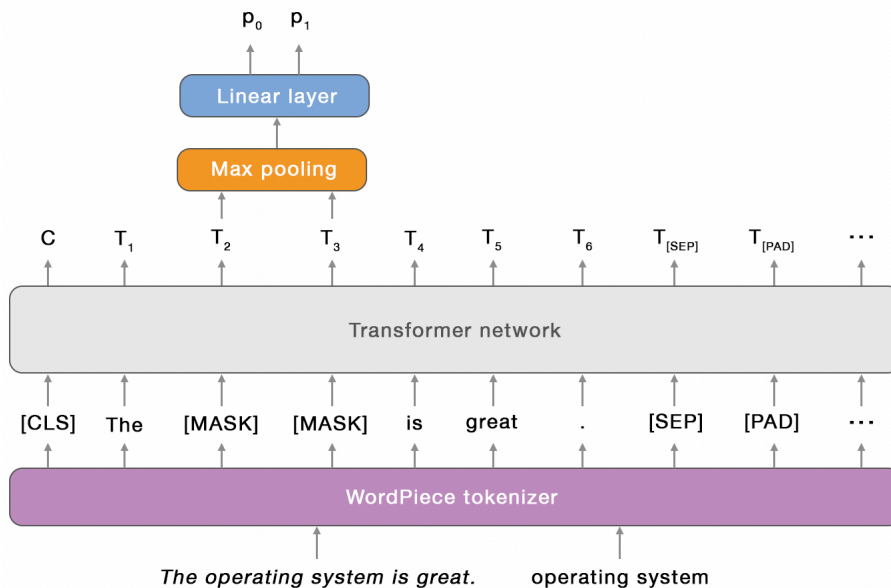 p₀ p₁
Linear layer
Max pooling
C T₁ T₂ T₃ T₄ T₅ T₆ T[SEP] T[PAD] ...
Transformer network
[CLS] The [MASK] [MASK] is great . [SEP] [PAD] ...
WordPiece tokenizer
The operating system is great. operating system